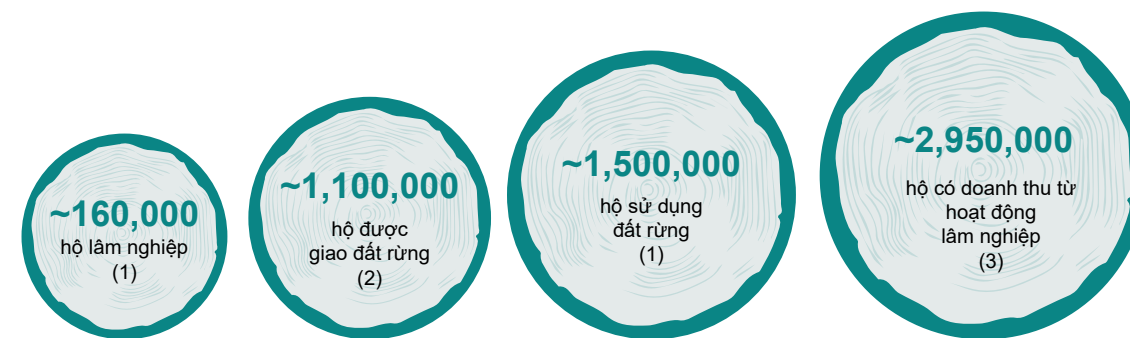 ~160,000
hộ lâm nghiệp
(1)
~1,100,000
hộ được
giao đất rừng
(2)
~1,500,000
hộ sử dụng
đất rừng
(1)
~2,950,000
hộ có doanh thu từ
hoạt động
lâm nghiệp
(3)